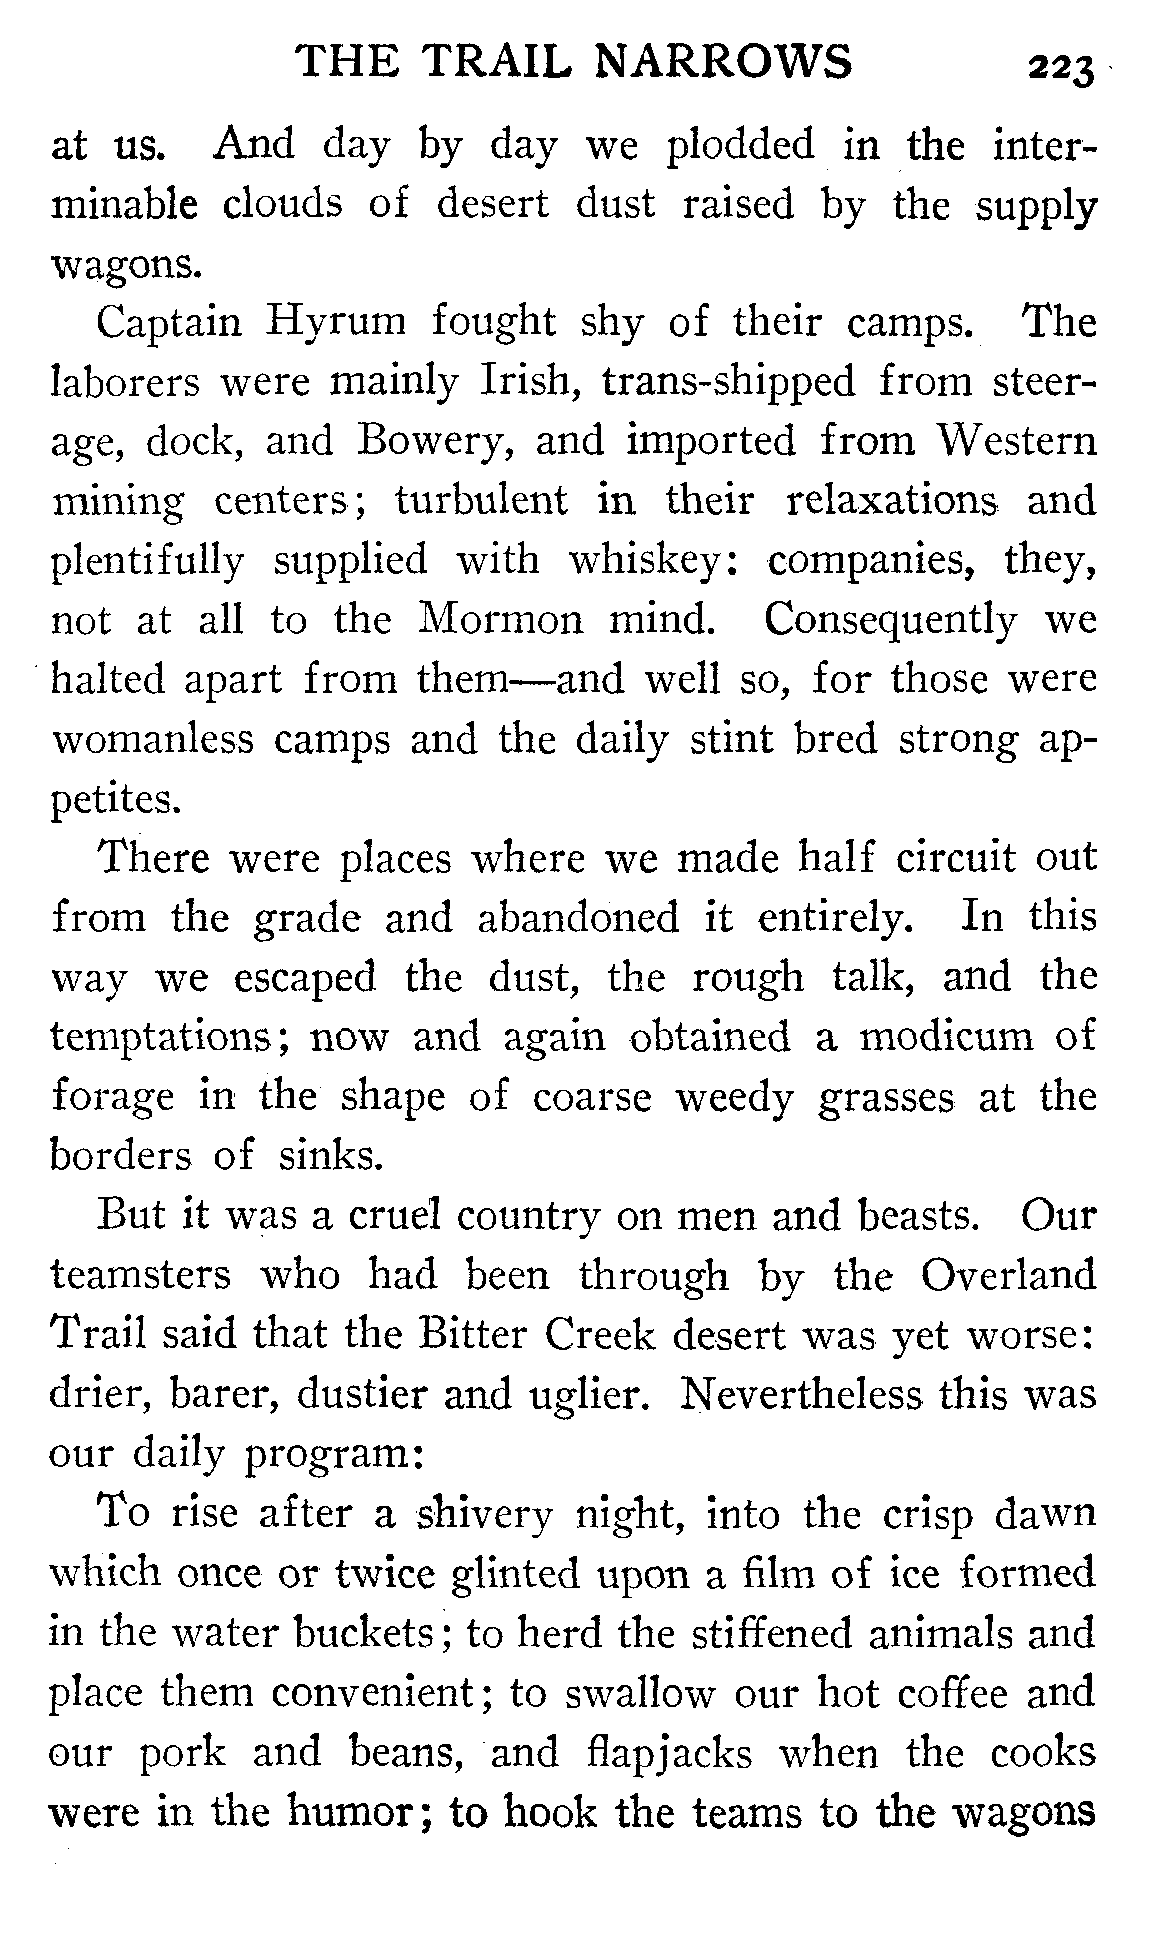 THE TRAIL NARROWS 223
at us. And day by day we plodded in the inter-
minable clouds of desert dust raised by the supply
wagons.
Captain Hyrum fought shy of their camps. The
laborers were mainly Irish, trans-shipped from steer-
age, dock, and Bowery, and imported from Western
mining centers; turbulent in their relaxations and
plentifully supplied with whiskey: companies, they,
not at all to the Mormon mind. Consequently we
halted apart from them—and well so, for those were
womanless camps and the daily stint bred strong ap-
petites.
There were places where we made half circuit out
from the grade and abandoned it entirely. In this
way we escaped the dust, the rough talk, and the
temptations; now and again obtained a modicum of
forage in the shape of coarse weedy grasses at the
borders of sinks.
But it was a cruel country on men and beasts. Our
teamsters who had been through by the Overland
Trail said that the Bitter Creek desert was yet worse:
drier, barer, dustier and uglier. Nevertheless this was
our daily program:
To rise after a shivery night, into the crisp dawn
which once or twice glinted upon a film of ice formed
in the water buckets; to herd the stiffened animals and
place them convenient; to swallow our hot coffee and
our pork and beans, and flapjacks when the cooks
were in the humor; to hook the teams to the wagons